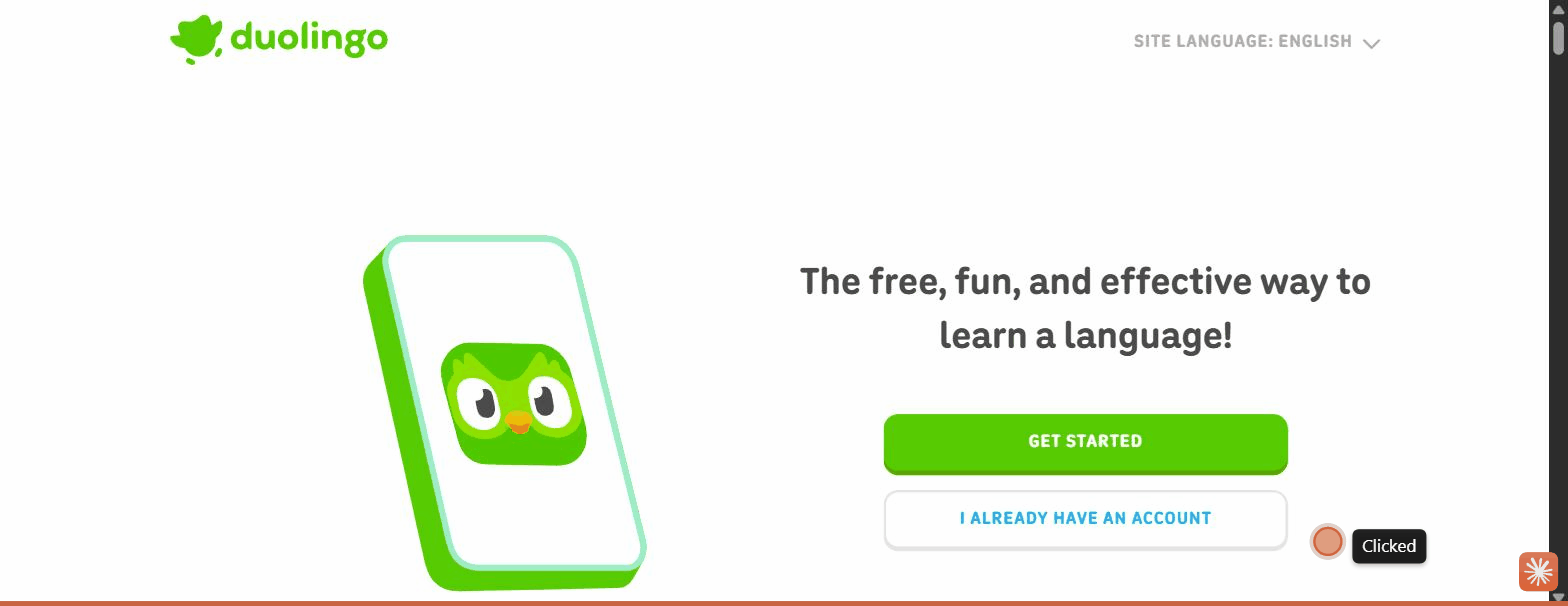 duolingo
SITE LANGUAGE: ENGLISH
The free, fun, and effective way to
learn a language!
GET STARTED
I ALREADY HAVE AN ACCOUNT
Clicked